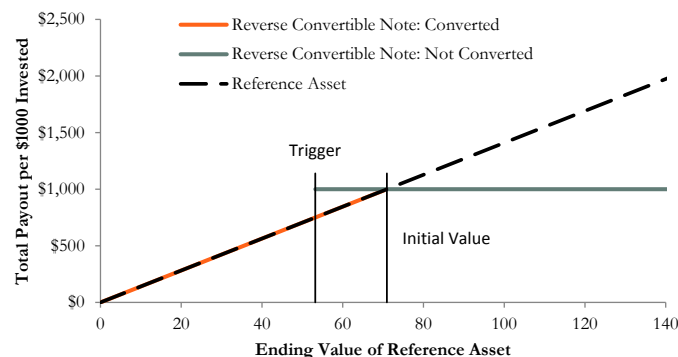 $2,500
$2,000
$1,500
$1,000
$500
$0
Total Payout per $1000 Invested
Reverse Convertible Note: Converted
Reverse Convertible Note: Not Converted
Reference Asset
Trigger
Initial Value
0 20 40 60 80 100 120 140
Ending Value of Reference Asset